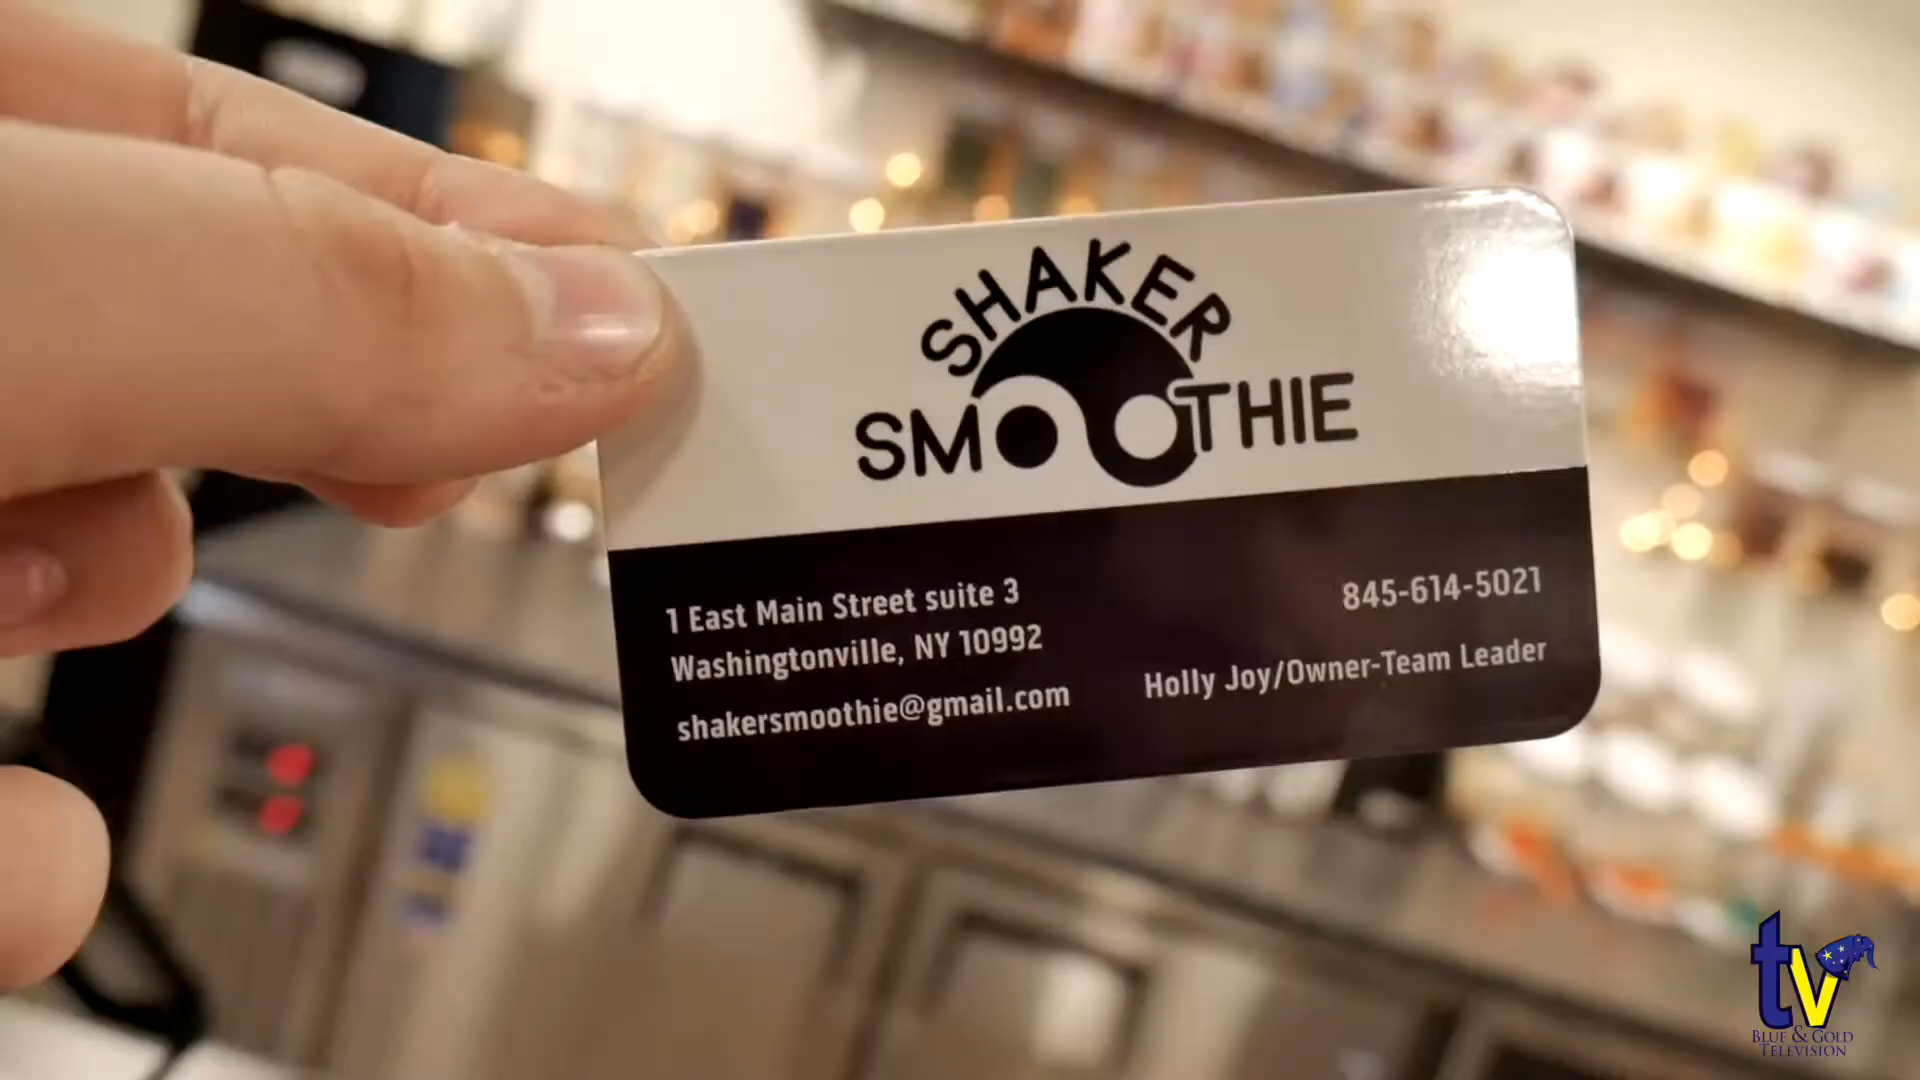 SHAKER
SMOOTHIE
1 East Main Street suite 3
Washingtonville, NY 10992
shakersmoothie@gmail.com
845-614-5021
Holly Joy/Owner-Team Leader
tv
BLUE & GOLD
TELEVISION